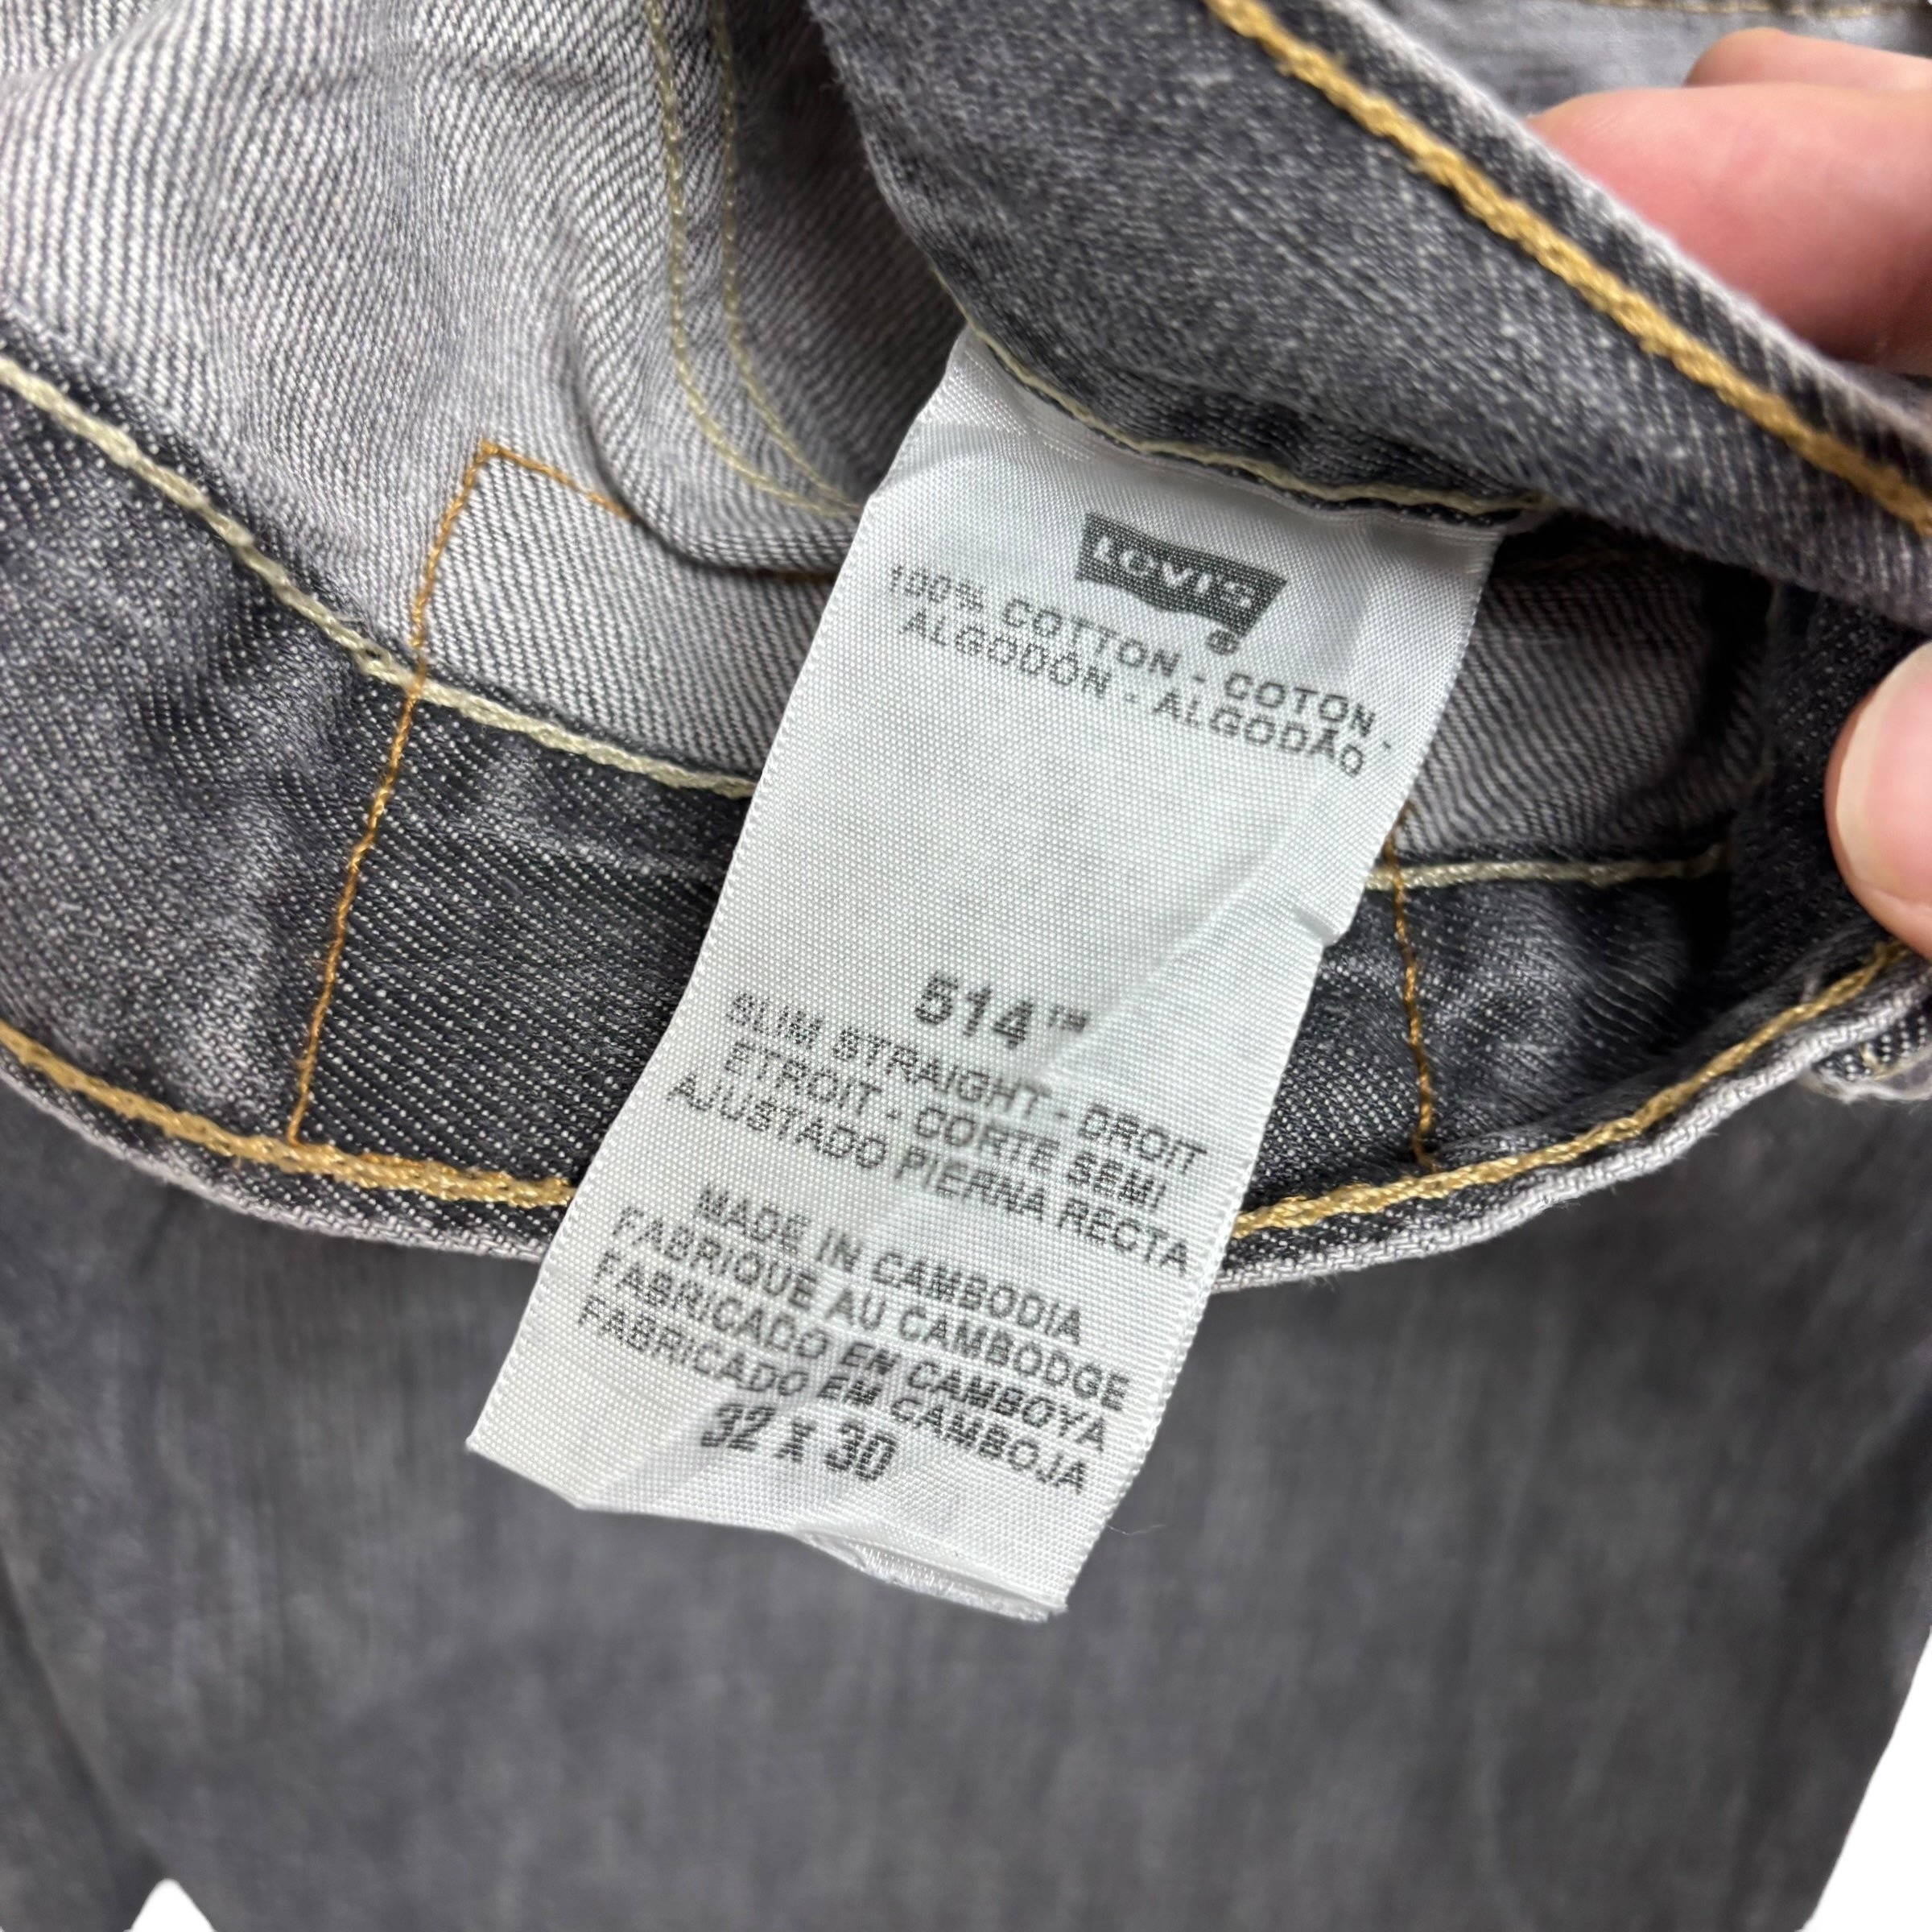 Levi's®
100% COTTON - COTON -
ALGODÓN - ALGODÃO
514™
SLIM STRAIGHT - DROIT
ETROIT - CORTE SEMI
AJUSTADO PIERNA RECTA
MADE IN CAMBODIA
FABRIQUE AU CAMBODGE
FABRICADO EN CAMBOYA
FABRICADO EM CAMBOJA
32 X 30